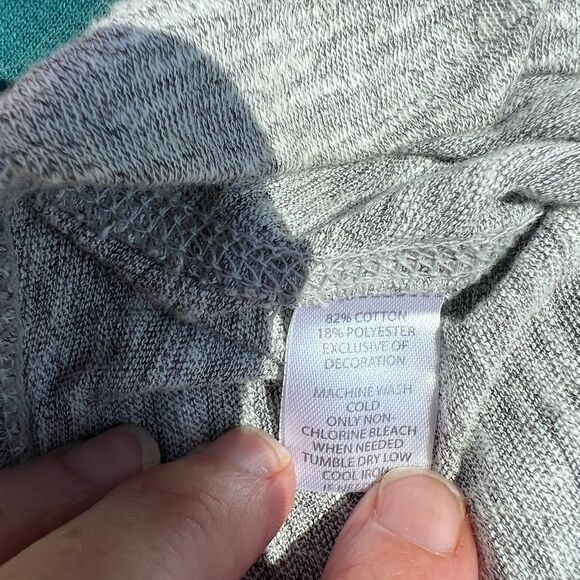 82% COTTON
18% POLYESTER
EXCLUSIVE OF
DECORATION
MACHINE WASH
COLD
ONLY NON-
CHLORINE BLEACH
WHEN NEEDED
TUMBLE DRY LOW
COOL IRON